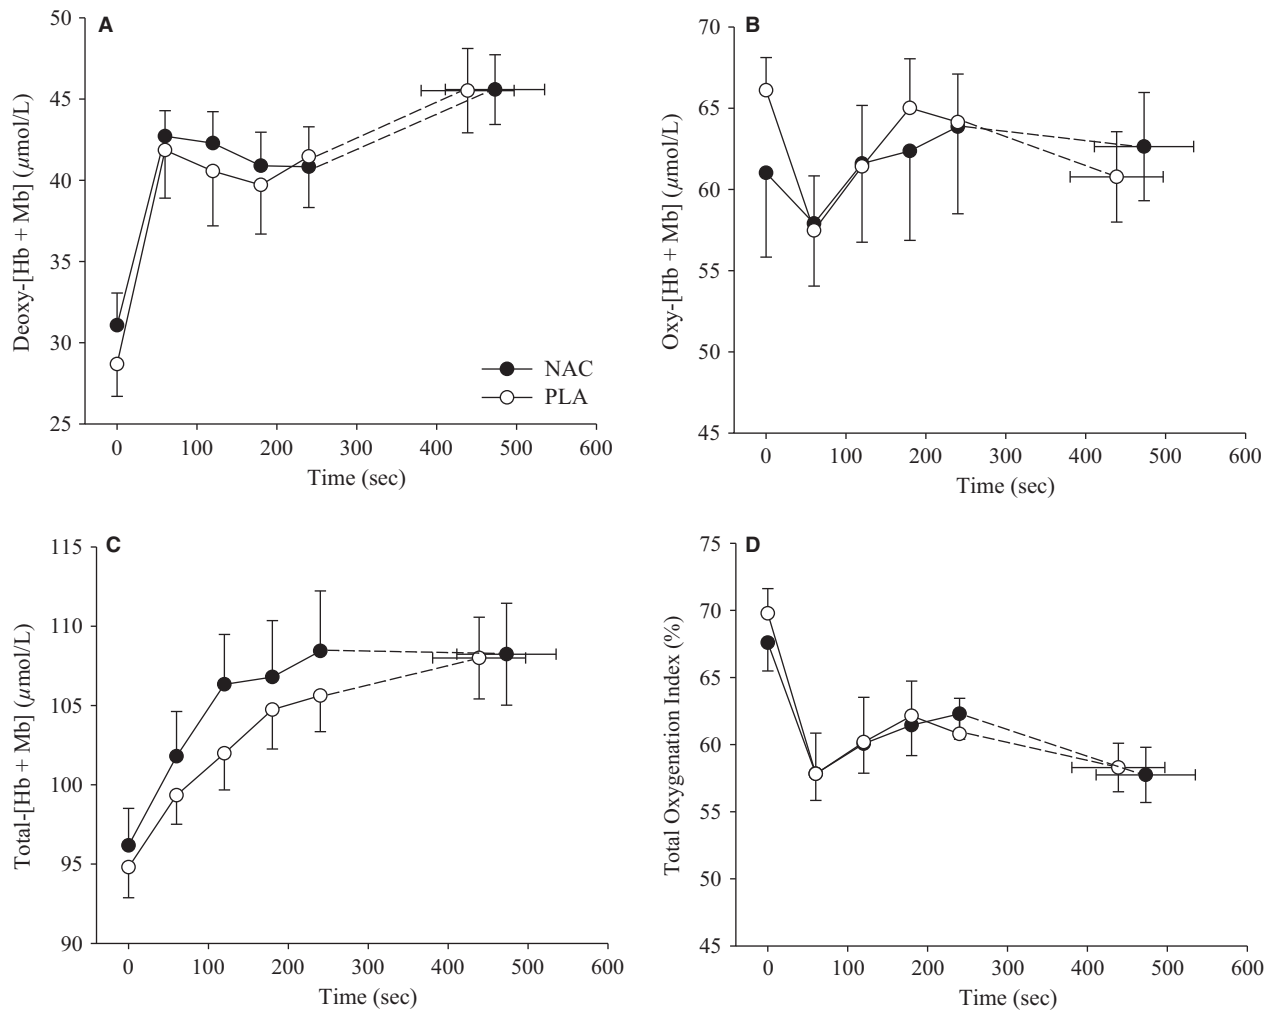 A
Deoxy-[Hb + Mb] (μmol/L)
50
45
40
35
30
25
0 100 200 300 400 500 600
Time (sec)
NAC
PLA
B
Oxy-[Hb + Mb] (μmol/L)
70
65
60
55
50
45
0 100 200 300 400 500 600
Time (sec)
C
Total-[Hb + Mb] (μmol/L)
115
110
105
100
95
90
0 100 200 300 400 500 600
Time (sec)
D
Total Oxygenation Index (%)
75
70
65
60
55
50
45
0 100 200 300 400 500 600
Time (sec)